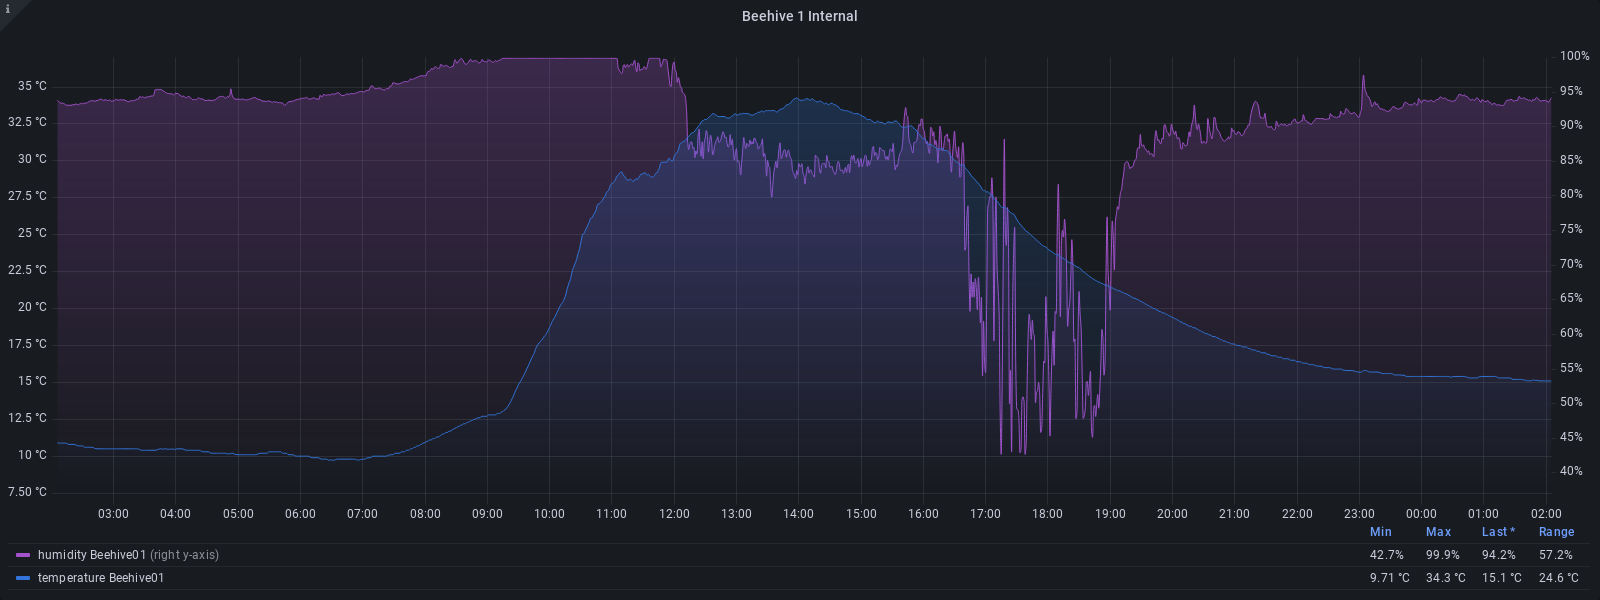 i
Beehive 1 Internal
100%
35 °C
95%
32.5 °C
90%
30 °C
85%
27.5 °C
80%
25 °C
75%
22.5 °C
70%
20 °C
65%
17.5 °C
60%
15 °C
55%
12.5 °C
50%
10 °C
45%
7.50 °C
40%
03:00 04:00 05:00 06:00 07:00 08:00 09:00 10:00 11:00 12:00 13:00 14:00 15:00 16:00 17:00 18:00 19:00 20:00 21:00 22:00 23:00 00:00 01:00 02:00
Min Max Last * Range
humidity Beehive01 (right y-axis) 42.7% 99.9% 94.2% 57.2%
temperature Beehive01 9.71 °C 34.3 °C 15.1 °C 24.6 °C